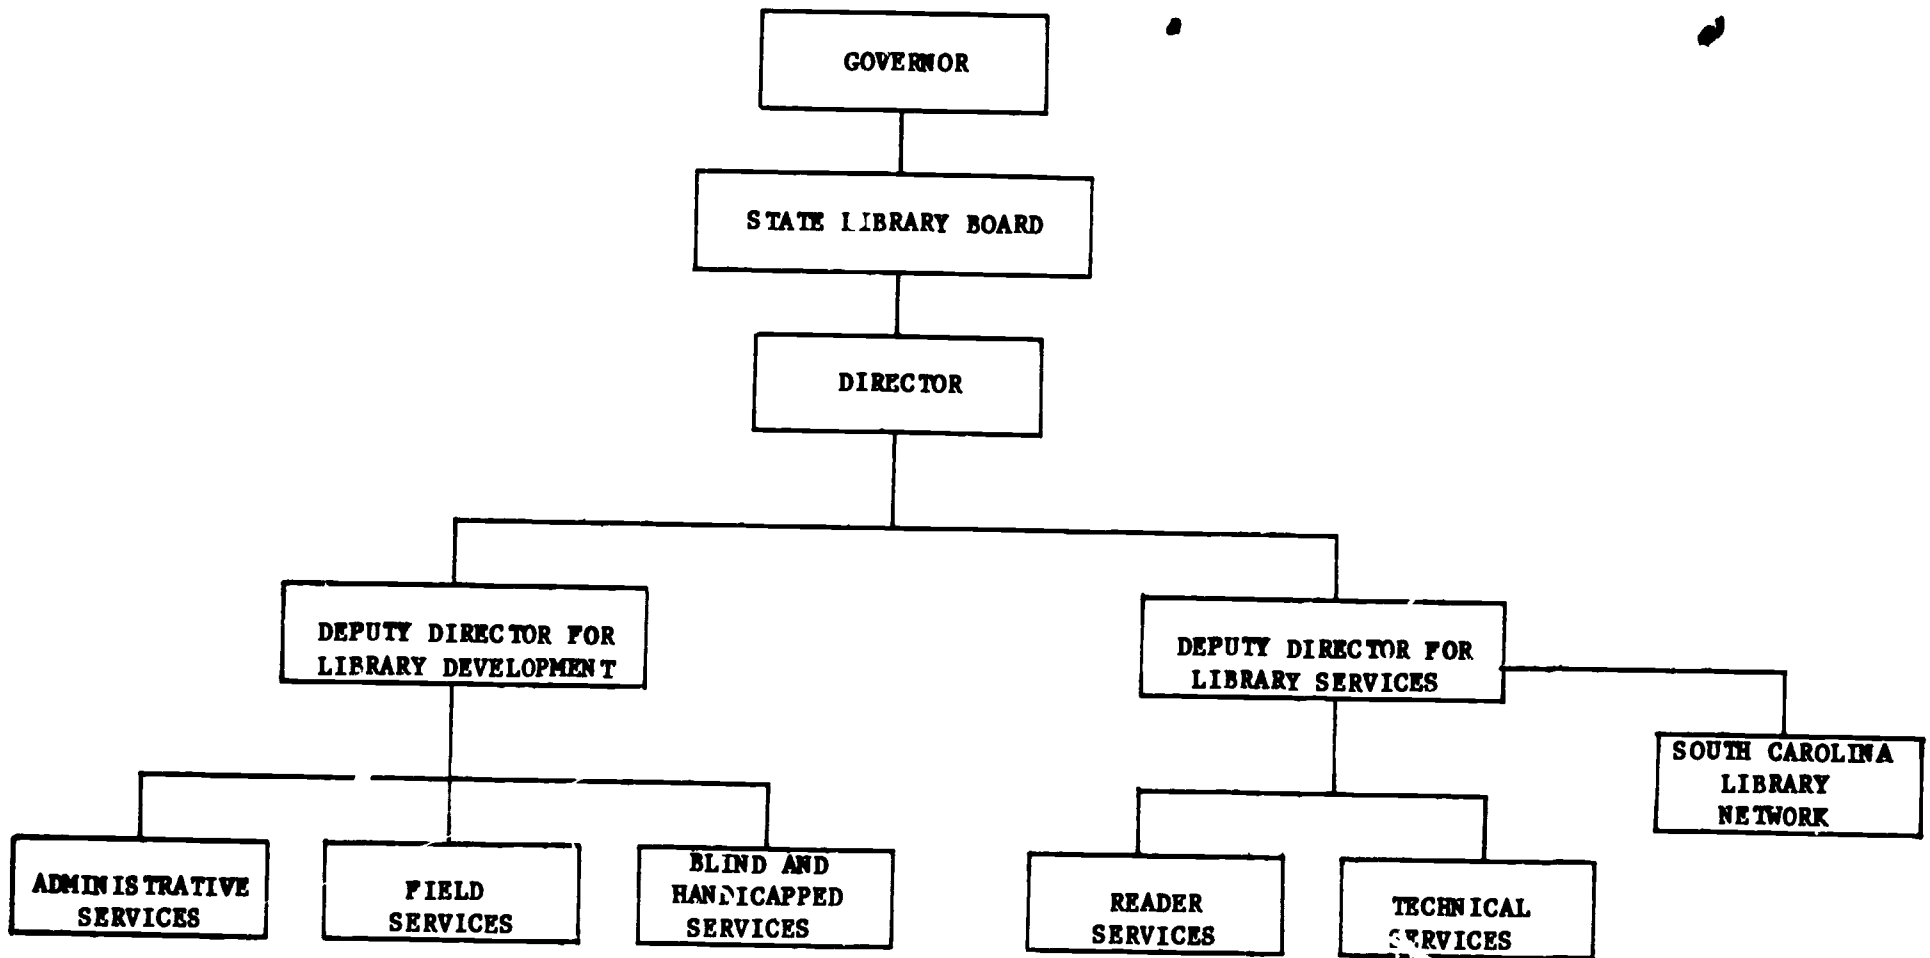 GOVERNOR
STATE LIBRARY BOARD
DIRECTOR
DEPUTY DIRECTOR FOR
LIBRARY DEVELOPMENT
DEPUTY DIRECTOR FOR
LIBRARY SERVICES
SOUTH CAROLINA
LIBRARY
NETWORK
ADMINISTRATIVE
SERVICES
FIELD
SERVICES
BLIND AND
HANDICAPPED
SERVICES
READER
SERVICES
TECHNICAL
SERVICES